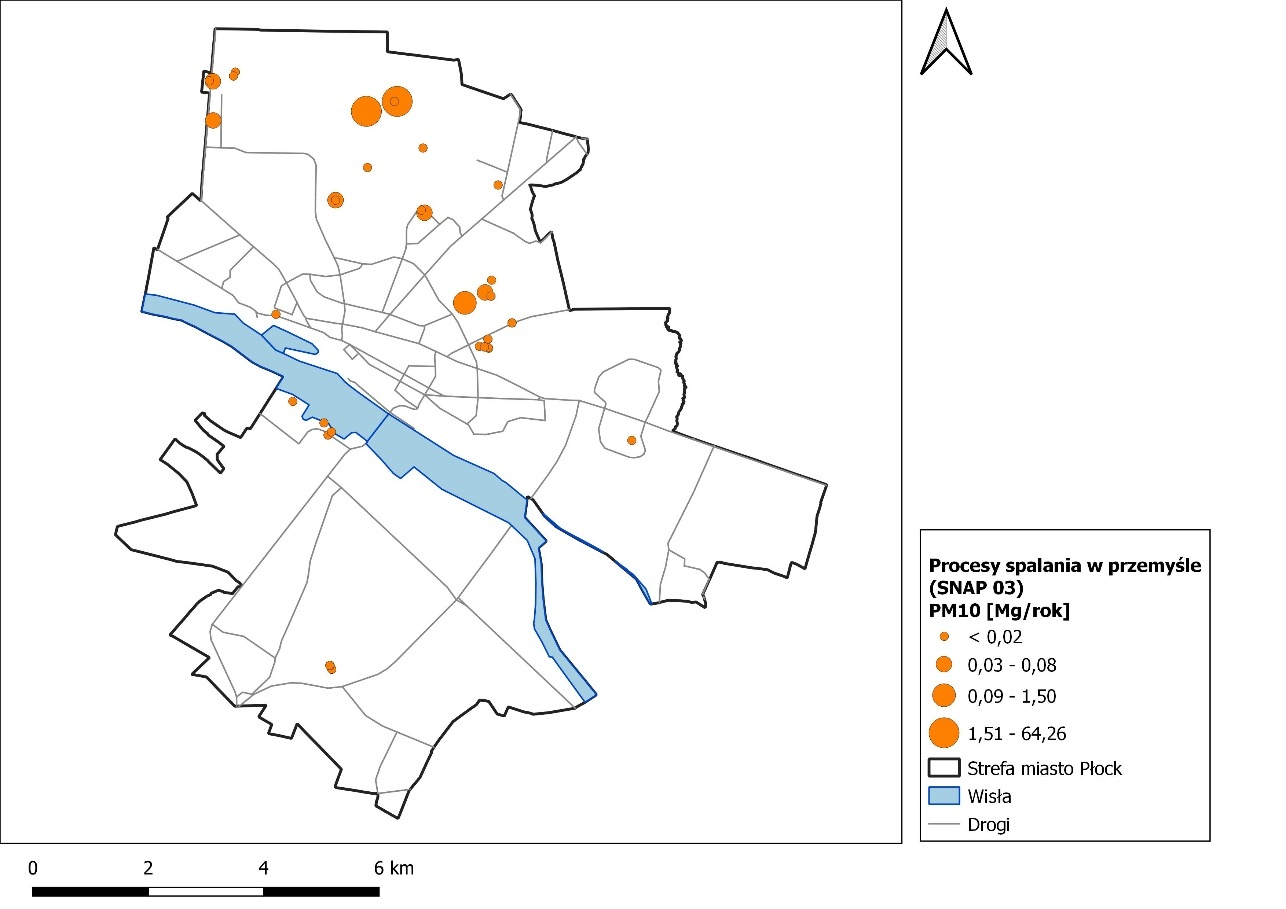 Procesy spalania w przemyśle
(SNAP 03)
PM10 [Mg/rok]
< 0,02
0,03 - 0,08
0,09 - 1,50
1,51 - 64,26
Strefa miasto Płock
Wisła
Drogi
0 2 4 6 km